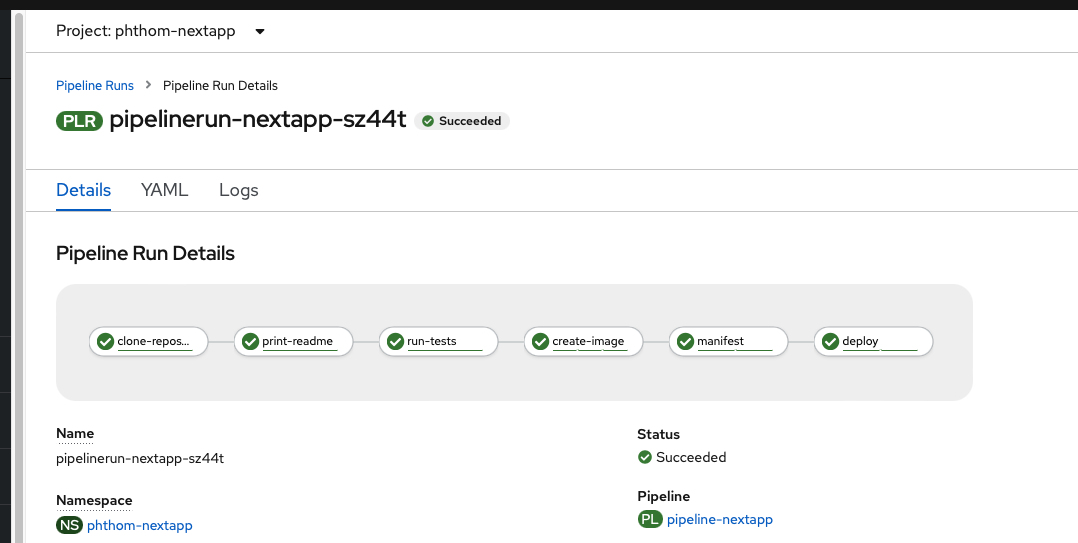 Project: phthom-nextapp
Pipeline Runs > Pipeline Run Details
PLR pipelinerun-nextapp-sz44t Succeeded
Details YAML Logs
Pipeline Run Details
clone-repos... print-readme run-tests create-image manifest deploy
Name
pipelinerun-nextapp-sz44t
Status
Succeeded
Namespace
NS phthom-nextapp
Pipeline
PL pipeline-nextapp